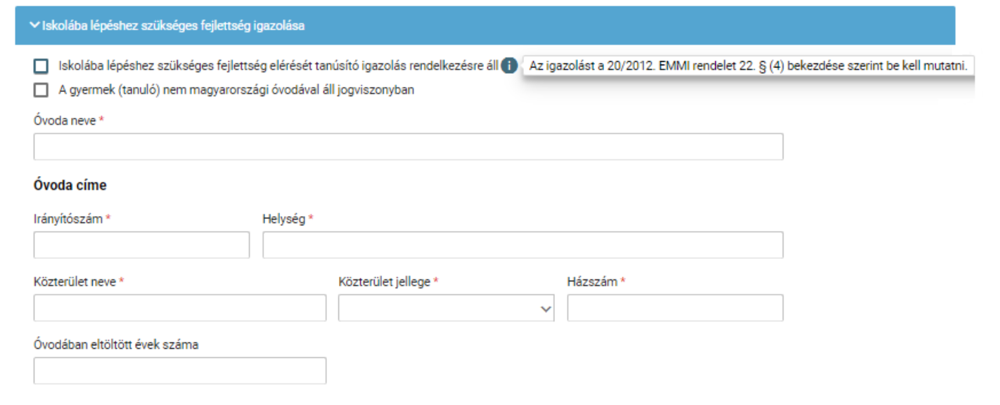 Iskolába lépéshez szükséges fejlettség igazolása
Iskolába lépéshez szükséges fejlettség elérését tanúsító igazolás rendelkezésre áll i Az igazolást a 20/2012. EMMI rendelet 22. § (4) bekezdése szerint be kell mutatni.
A gyermek (tanuló) nem magyarországi óvodával áll jogviszonyban
Óvoda neve *
Óvoda címe
Irányítószám * Helység *
Közterület neve * Közterület jellege * Házszám *
Óvodában eltöltött évek száma